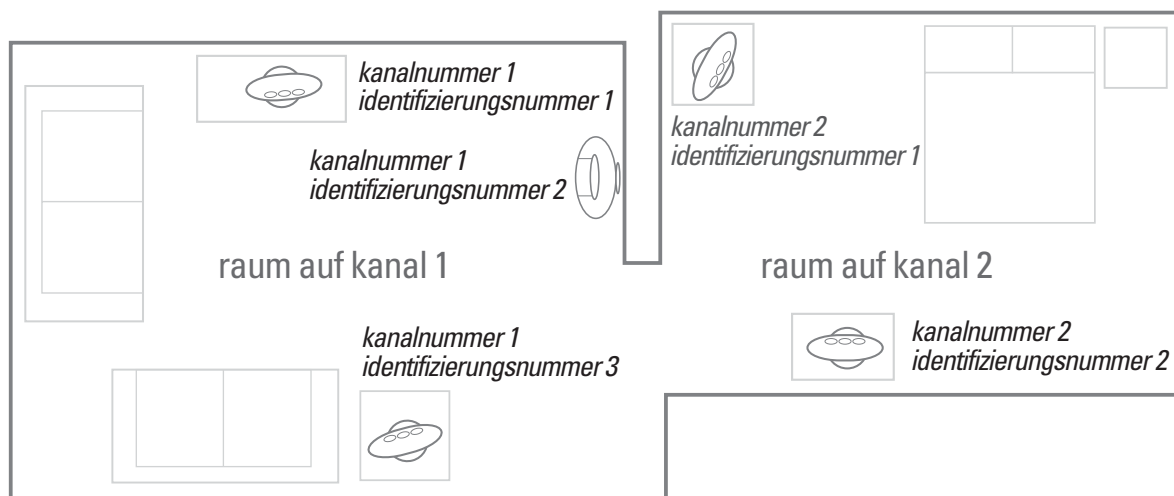 kanalnummer 1
identifizierungsnummer 1
kanalnummer 1
identifizierungsnummer 2
raum auf kanal 1
kanalnummer 1
identifizierungsnummer 3
kanalnummer 2
identifizierungsnummer 1
raum auf kanal 2
kanalnummer 2
identifizierungsnummer 2